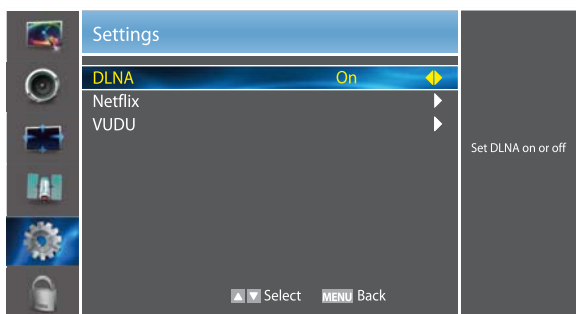 Settings
DLNA On
Netflix
VUDU
Set DLNA on or off
Select MENU Back